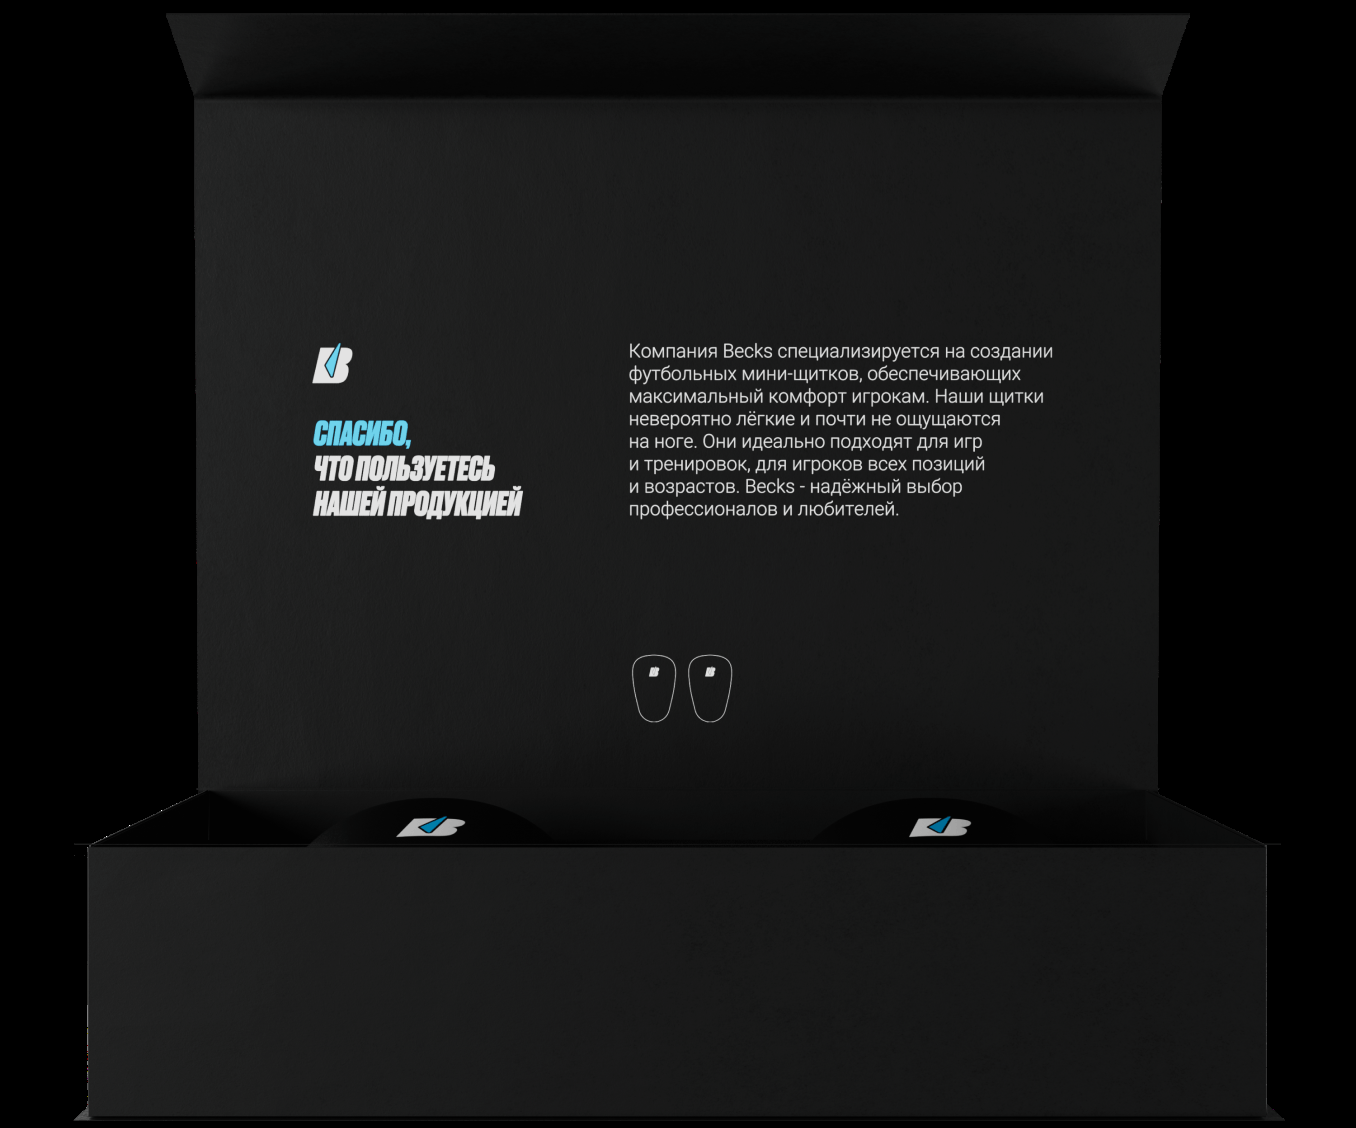 СПАСИБО,
ЧТО ПОЛЬЗУЕТЕСЬ
НАШЕЙ ПРОДУКЦИЕЙ
Компания Becks специализируется на создании
футбольных мини-щитков, обеспечивающих
максимальный комфорт игрокам. Наши щитки
невероятно лёгкие и почти не ощущаются
на ноге. Они идеально подходят для игр
и тренировок, для игроков всех позиций
и возрастов. Becks - надёжный выбор
профессионалов и любителей.